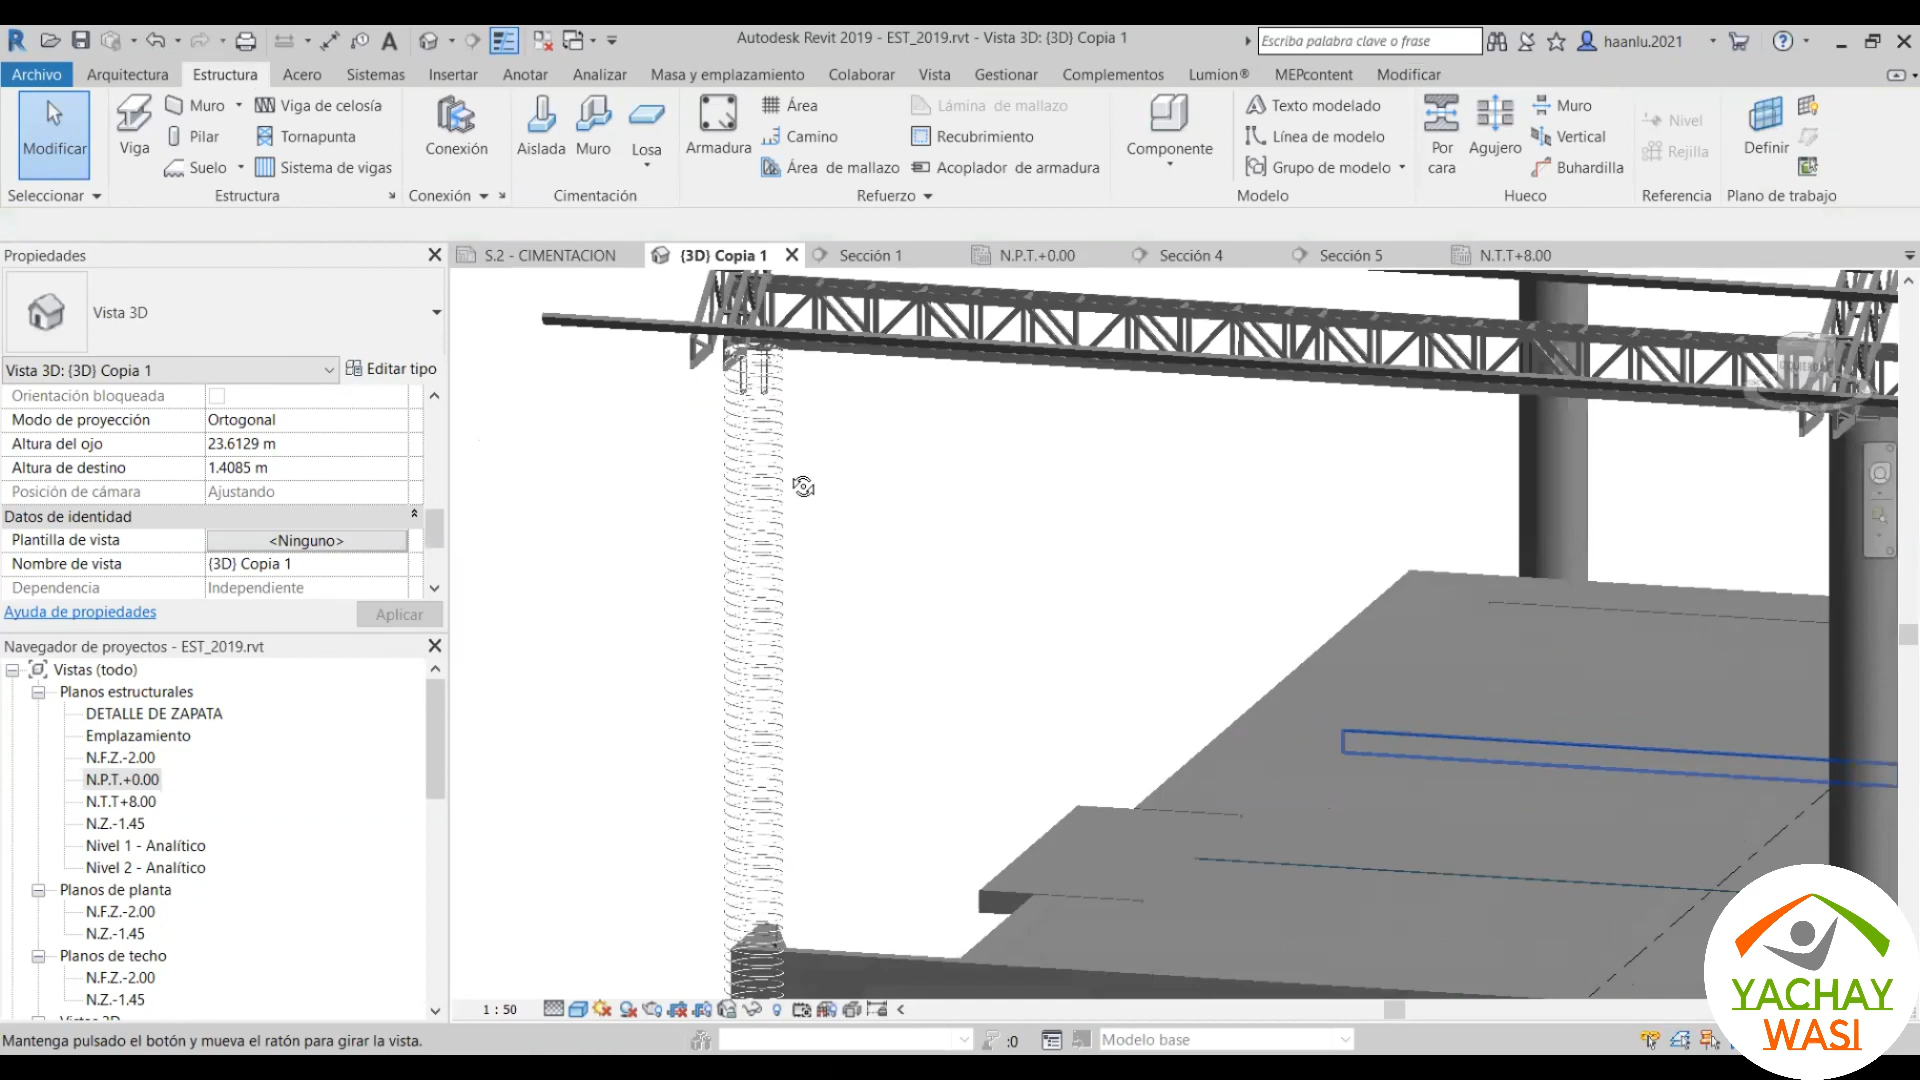 Autodesk Revit 2019 - EST_2019.rvt - Vista 3D: {3D} Copia 1
Escriba palabra clave o frase
haanlu.2021
Archivo Arquitectura Estructura Acero Sistemas Insertar Anotar Analizar Masa y emplazamiento Colaborar Vista Gestionar Complementos Lumion® MEPcontent Modificar
Modificar
Viga
Muro
Pilar
Suelo
Viga de celosía
Tornapunta
Sistema de vigas
Conexión
Aislada
Muro
Losa
Armadura
Área
Camino
Área de mallazo
Lámina de mallazo
Recubrimiento
Acoplador de armadura
Componente
Texto modelado
Línea de modelo
Grupo de modelo
Por cara
Agujero
Muro
Vertical
Buhardilla
Nivel
Rejilla
Definir
Seleccionar Estructura Conexión Cimentación Refuerzo Modelo Hueco Referencia Plano de trabajo
Propiedades
S.2 - CIMENTACION {3D} Copia 1 Sección 1 N.P.T.+0.00 Sección 4 Sección 5 N.T.T+8.00
Vista 3D
Vista 3D: {3D} Copia 1 Editar tipo
Orientación bloqueada
Modo de proyección Ortogonal
Altura del ojo 23.6129 m
Altura de destino 1.4085 m
Posición de cámara Ajustando
Datos de identidad
Plantilla de vista <Ninguno>
Nombre de vista {3D} Copia 1
Dependencia Independiente
Ayuda de propiedades Aplicar
Navegador de proyectos - EST_2019.rvt
Vistas (todo)
Planos estructurales
DETALLE DE ZAPATA
Emplazamiento
N.F.Z.-2.00
N.P.T.+0.00
N.T.T+8.00
N.Z.-1.45
Nivel 1 - Analítico
Nivel 2 - Analítico
Planos de planta
N.F.Z.-2.00
N.Z.-1.45
Planos de techo
N.F.Z.-2.00
N.Z.-1.45
1 : 50
Mantenga pulsado el botón y mueva el ratón para girar la vista.
:0
Modelo base
YACHAY
WASI